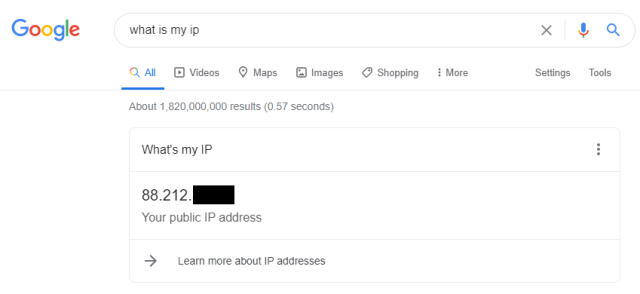 Google
what is my ip
All Videos Maps Images Shopping More Settings Tools
About 1,820,000,000 results (0.57 seconds)
What's my IP
88.212.
Your public IP address
Learn more about IP addresses